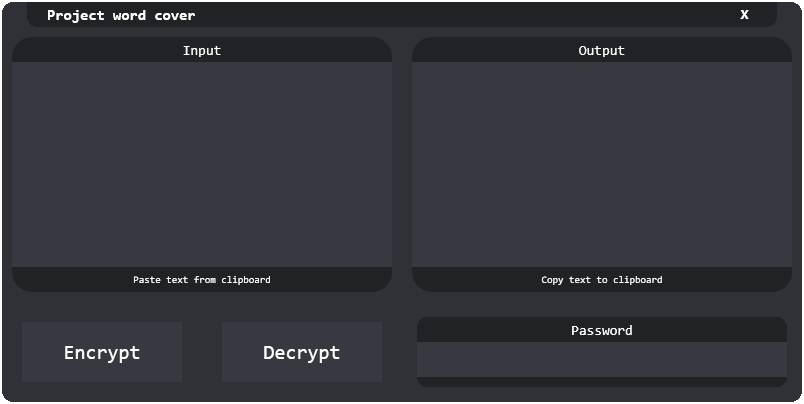 Project word cover
X
Input
Output
Paste text from clipboard
Copy text to clipboard
Encrypt
Decrypt
Password